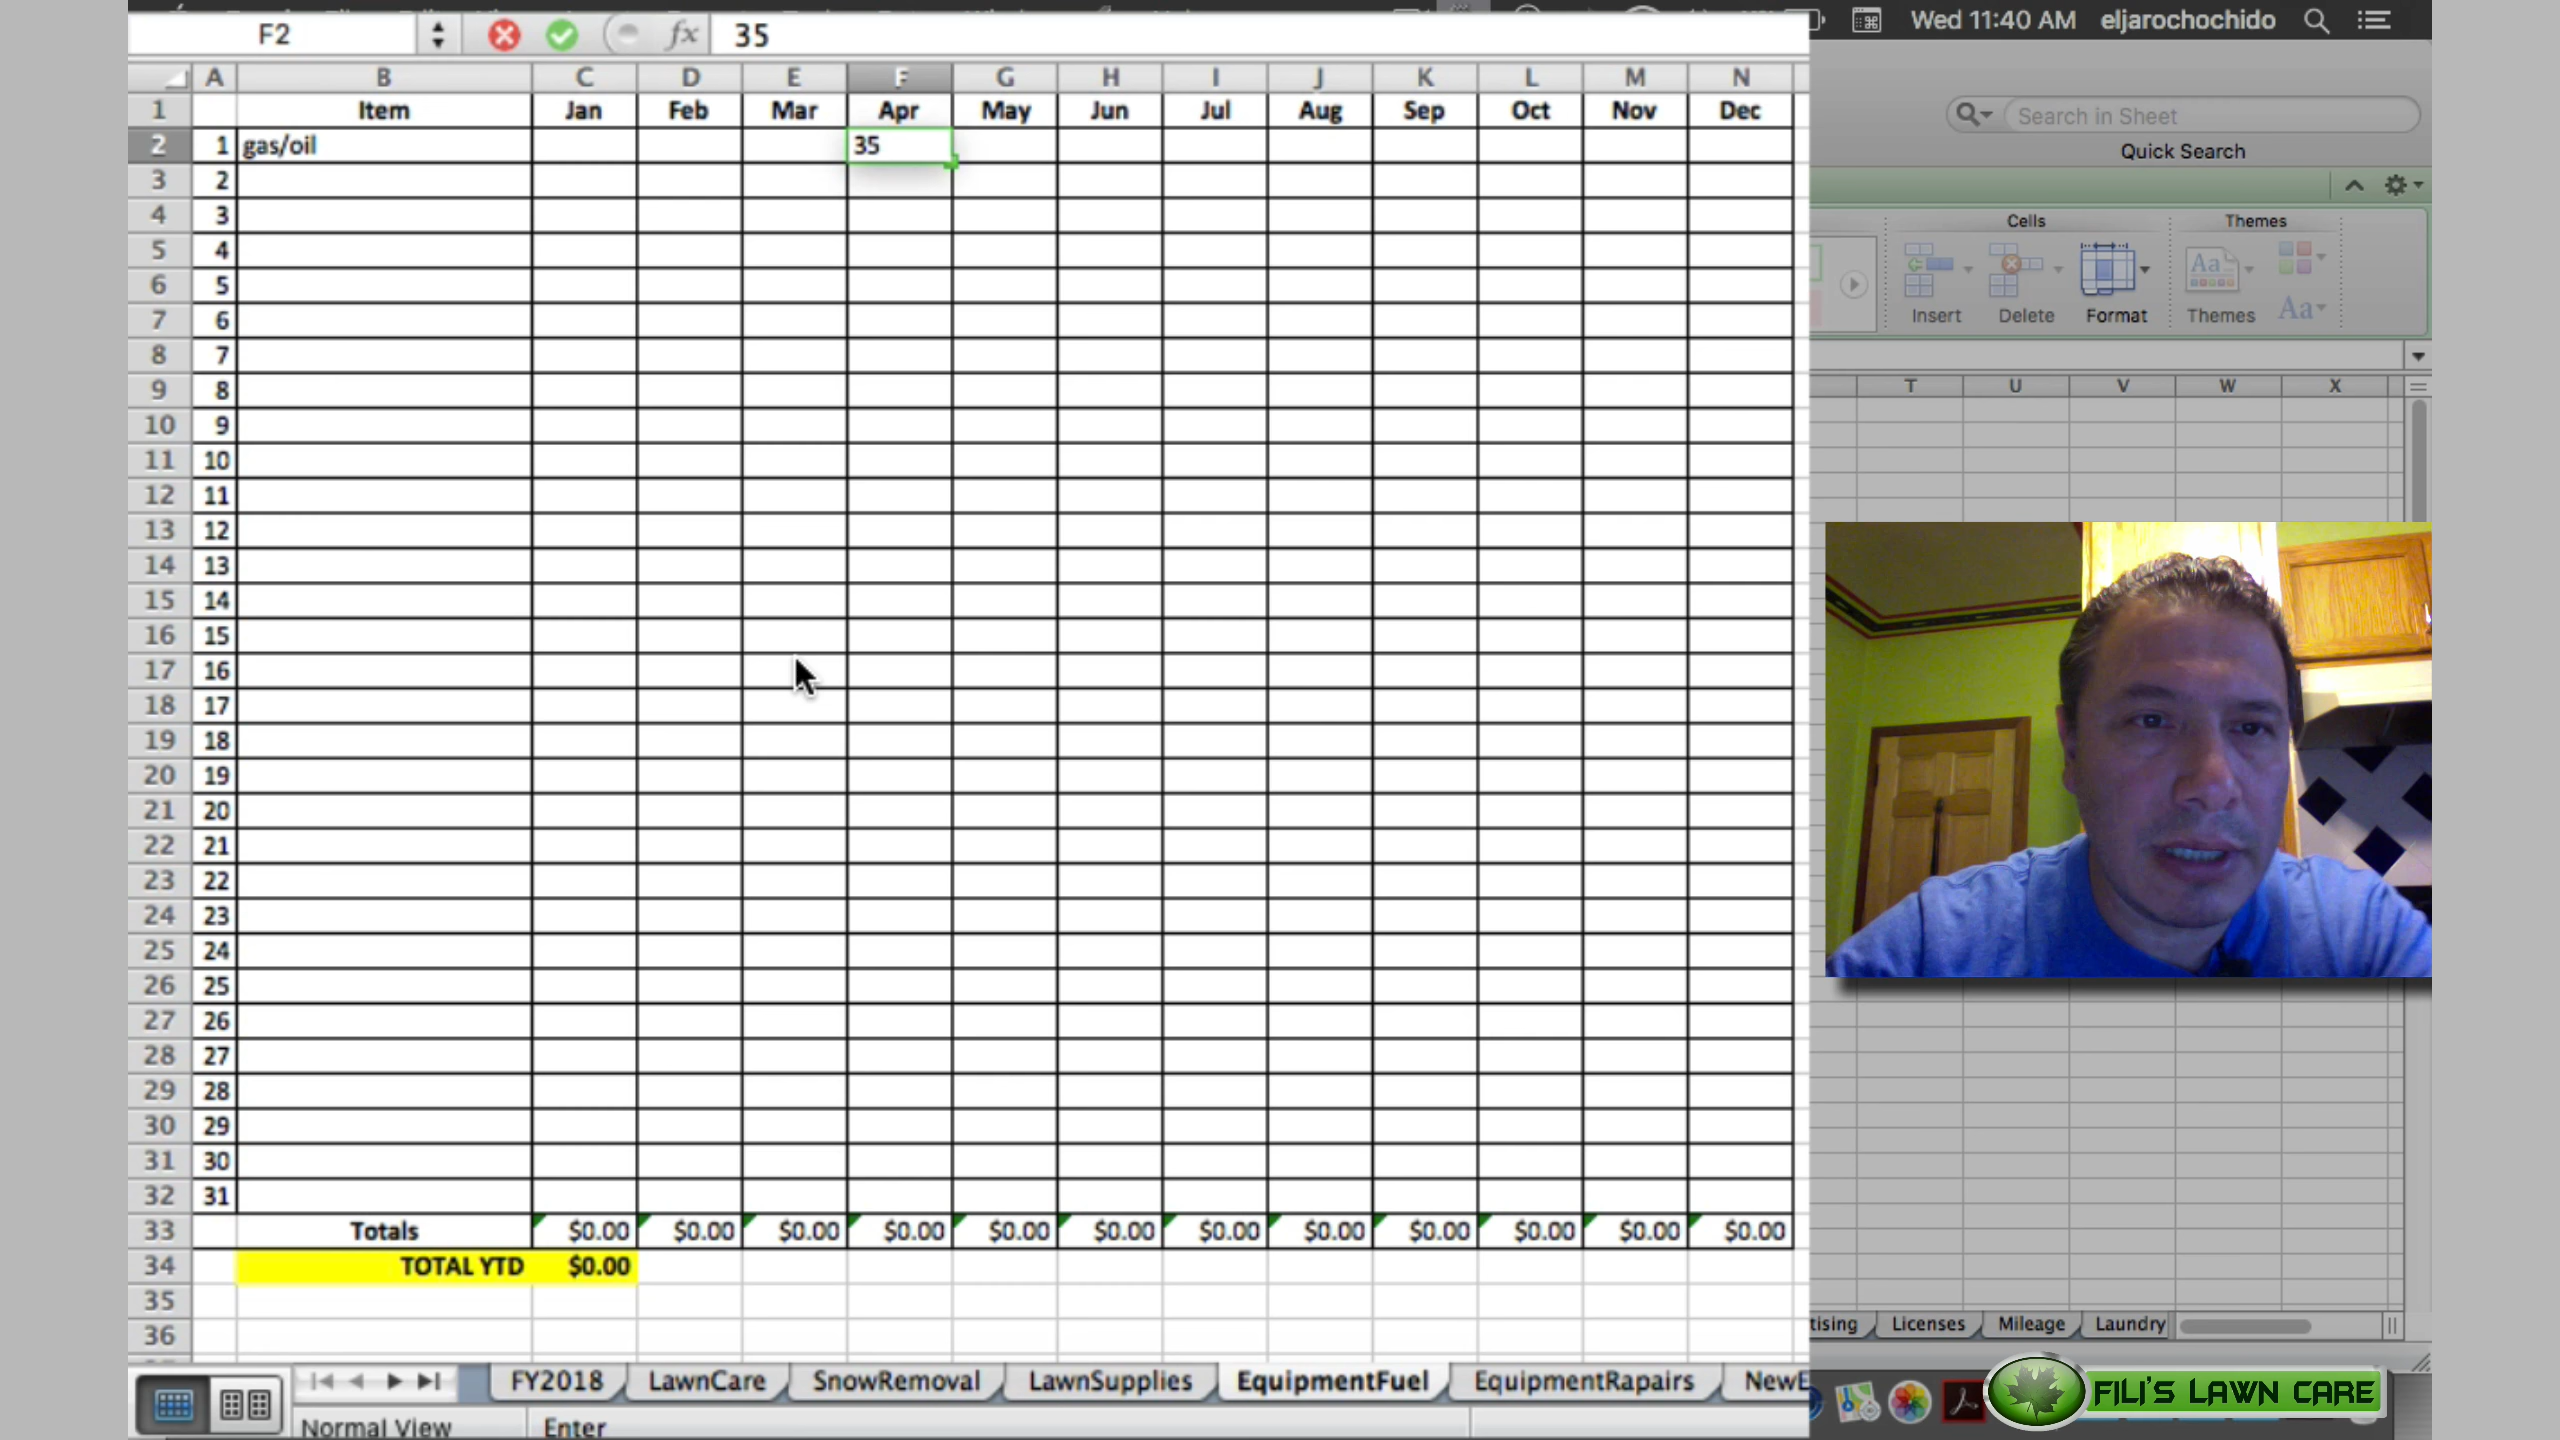 Wed 11:40 AM eljarochochido
F2 fx 35
A B C D E F G H I J K L M N
1 Item Jan Feb Mar Apr May Jun Jul Aug Sep Oct Nov Dec
2 1 gas/oil 35
3 2
4 3
5 4
6 5
7 6
8 7
9 8
10 9
11 10
12 11
13 12
14 13
15 14
16 15
17 16
18 17
19 18
20 19
21 20
22 21
23 22
24 23
25 24
26 25
27 26
28 27
29 28
30 29
31 30
32 31
33 Totals $0.00 $0.00 $0.00 $0.00 $0.00 $0.00 $0.00 $0.00 $0.00 $0.00 $0.00 $0.00
34 TOTAL YTD $0.00
35
36
FY2018 LawnCare SnowRemoval LawnSupplies EquipmentFuel EquipmentRapairs NewE
Normal View Enter
Search in Sheet
Quick Search
Cells Themes
Insert Delete Format Themes Aa
T U V W X
tising Licenses Mileage Laundry
FILI'S LAWN CARE